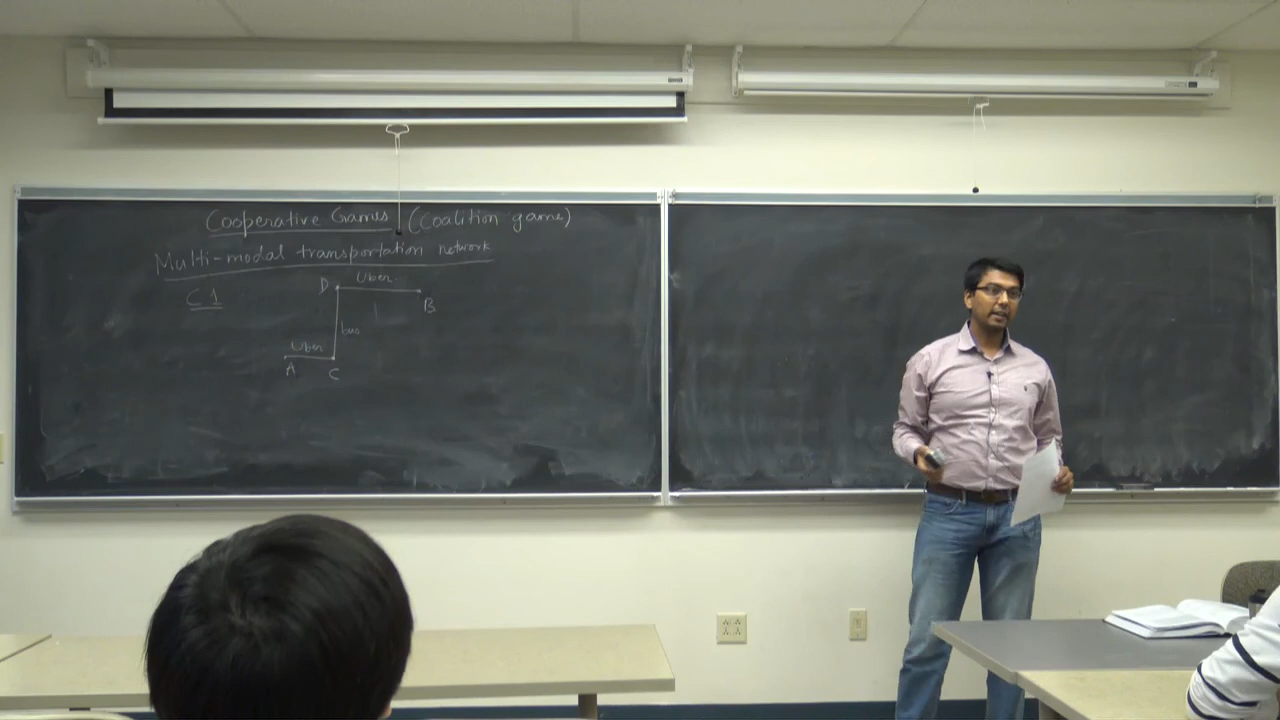 Cooperative Games (Coalition game)
Multi-modal transportation network
C1
D Uber B
bus
Uber
A C